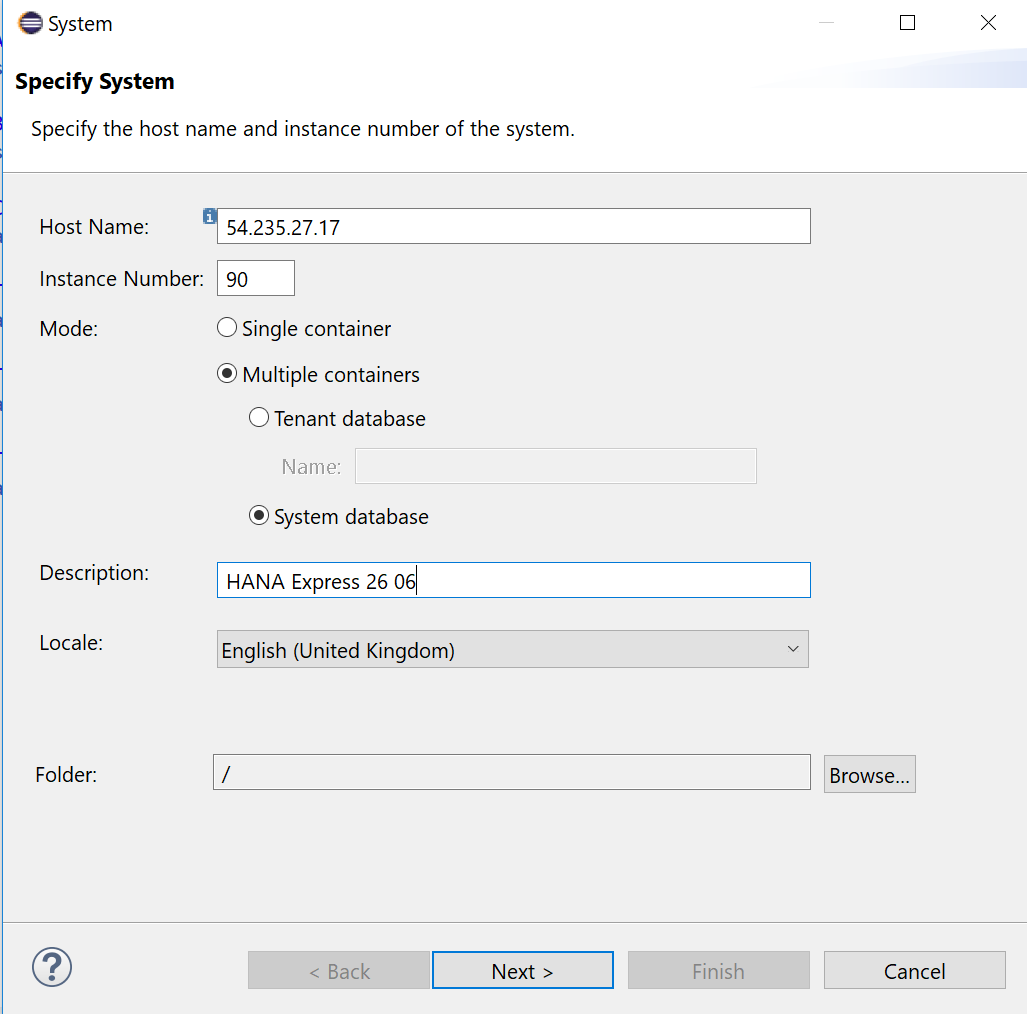 System
Specify System
Specify the host name and instance number of the system.
Host Name: 54.235.27.17
Instance Number: 90
Mode: Single container
Multiple containers
Tenant database
Name:
System database
Description: HANA Express 26 06
Locale: English (United Kingdom)
Folder: / Browse...
? < Back Next > Finish Cancel